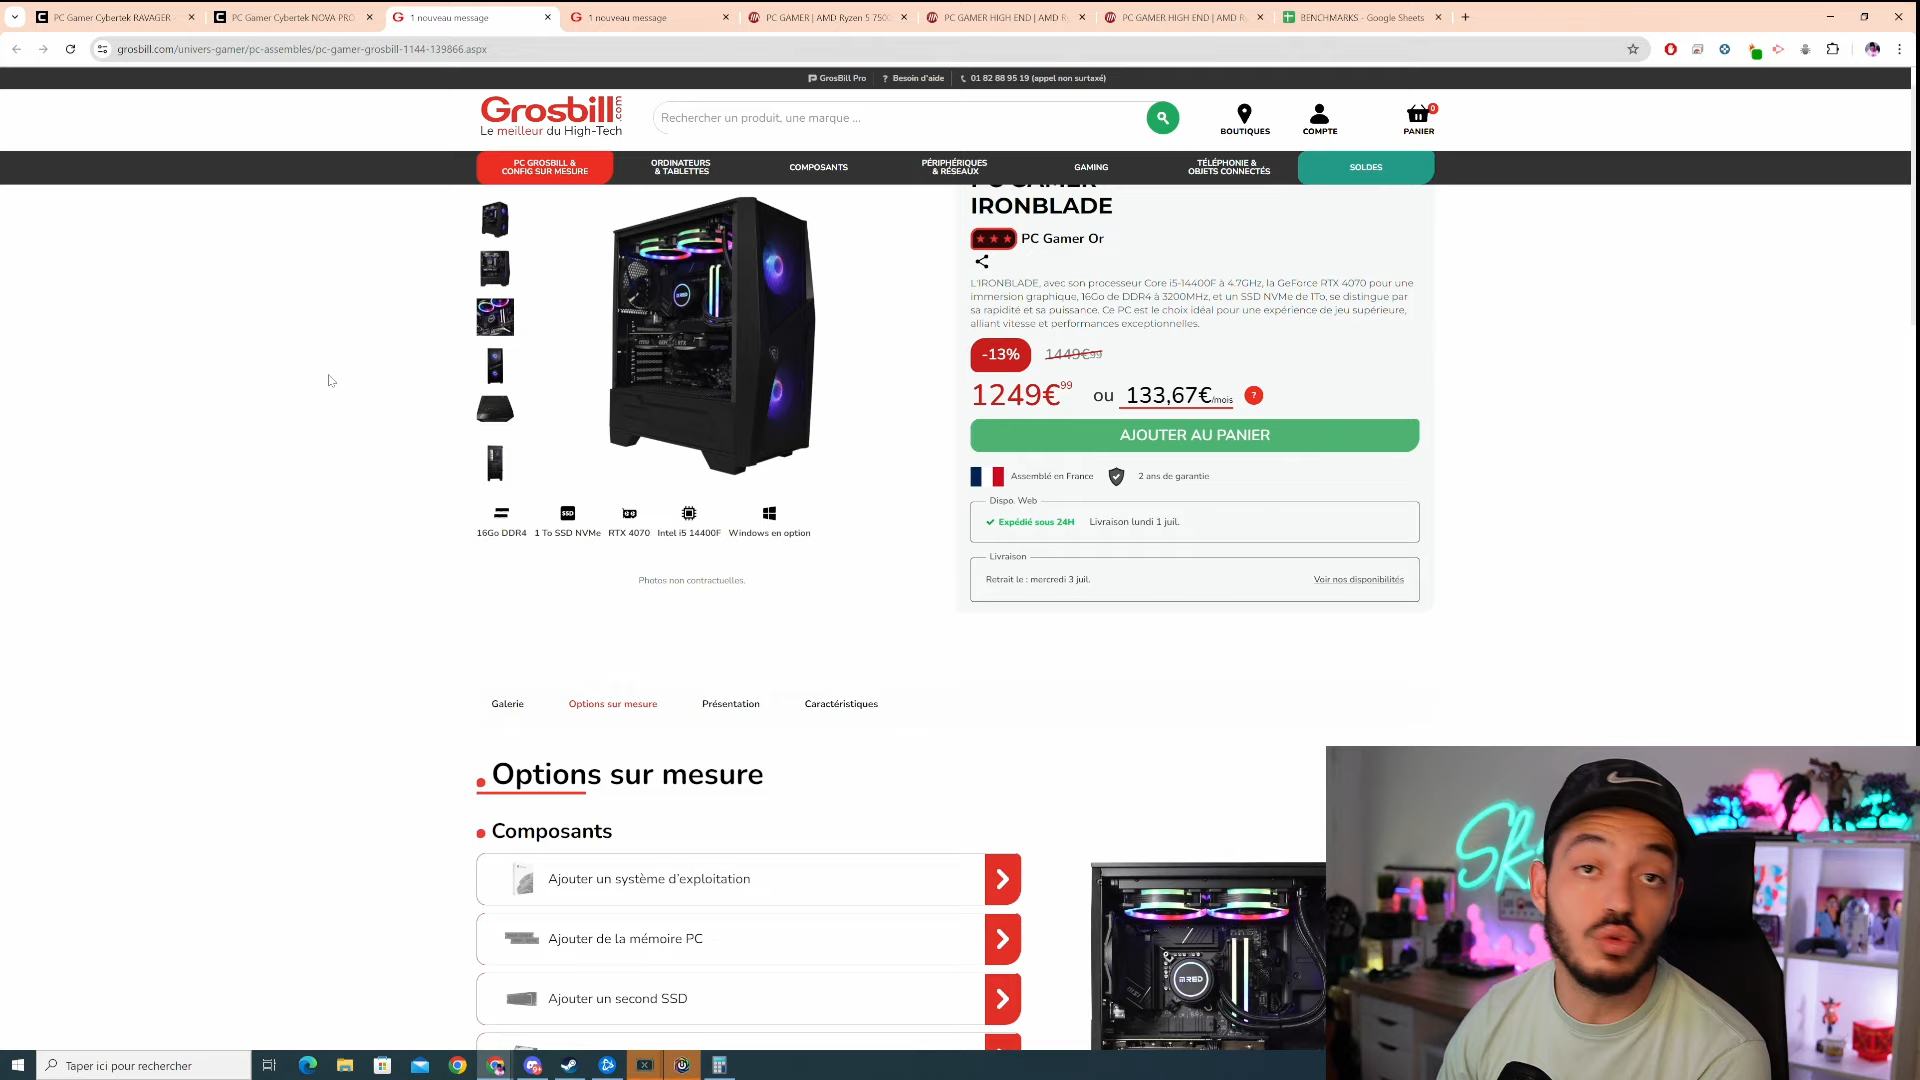 PC Gamer Cybertek RAVAGER
PC Gamer Cybertek NOVA PRO
1 nouveau message
1 nouveau message
PC GAMER | AMD Ryzen 5 7500
PC GAMER HIGH END | AMD R
PC GAMER HIGH END | AMD R
BENCHMARKS - Google Sheets
grosbill.com/univers-gamer/pc-assembles/pc-gamer-grosbill-1144-139866.aspx
GrosBill Pro
? Besoin d'aide
01 82 88 95 19 (appel non surtaxé)
Grosbill.com
Le meilleur du High-Tech
Rechercher un produit, une marque ...
BOUTIQUES
COMPTE
0
PANIER
PC GROSBILL &
CONFIG SUR MESURE
ORDINATEURS
& TABLETTES
COMPOSANTS
PÉRIPHÉRIQUES
& RÉSEAUX
GAMING
TÉLÉPHONIE &
OBJETS CONNECTÉS
SOLDES
PC GAMER
IRONBLADE
PC Gamer Or
L'IRONBLADE, avec son processeur Core i5-14400F à 4.7GHz, la GeForce RTX 4070 pour une
immersion graphique, 16Go de DDR4 à 3200MHz, et un SSD NVMe de 1To, se distingue par
sa rapidité et sa puissance. Ce PC est le choix idéal pour une expérience de jeu supérieure,
alliant vitesse et performances exceptionnelles.
-13%
1449€99
1249€99 ou 133,67€/mois ?
AJOUTER AU PANIER
Assemblé en France
2 ans de garantie
Dispo. Web
Expédié sous 24H
Livraison lundi 1 juil.
Livraison
Retrait le : mercredi 3 juil.
Voir nos disponibilités
SSD
16Go DDR4
1 To SSD NVMe
RTX 4070
Intel i5 14400F
Windows en option
Photos non contractuelles.
Galerie
Options sur mesure
Présentation
Caractéristiques
Options sur mesure
Composants
Ajouter un système d'exploitation
Ajouter de la mémoire PC
Ajouter un second SSD
MRED
Sk
Taper ici pour rechercher